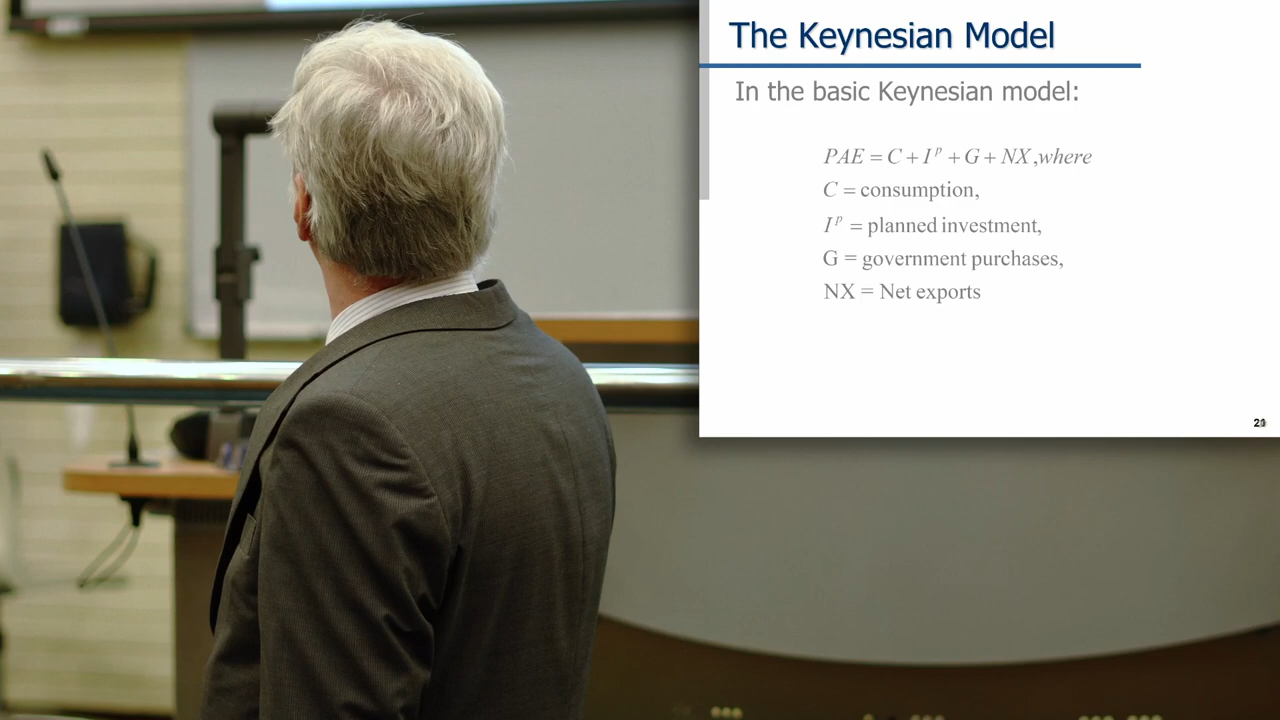 The Keynesian Model
In the basic Keynesian model:
PAE = C + I^p + G + NX, where
C = consumption,
I^p = planned investment,
G = government purchases,
NX = Net exports